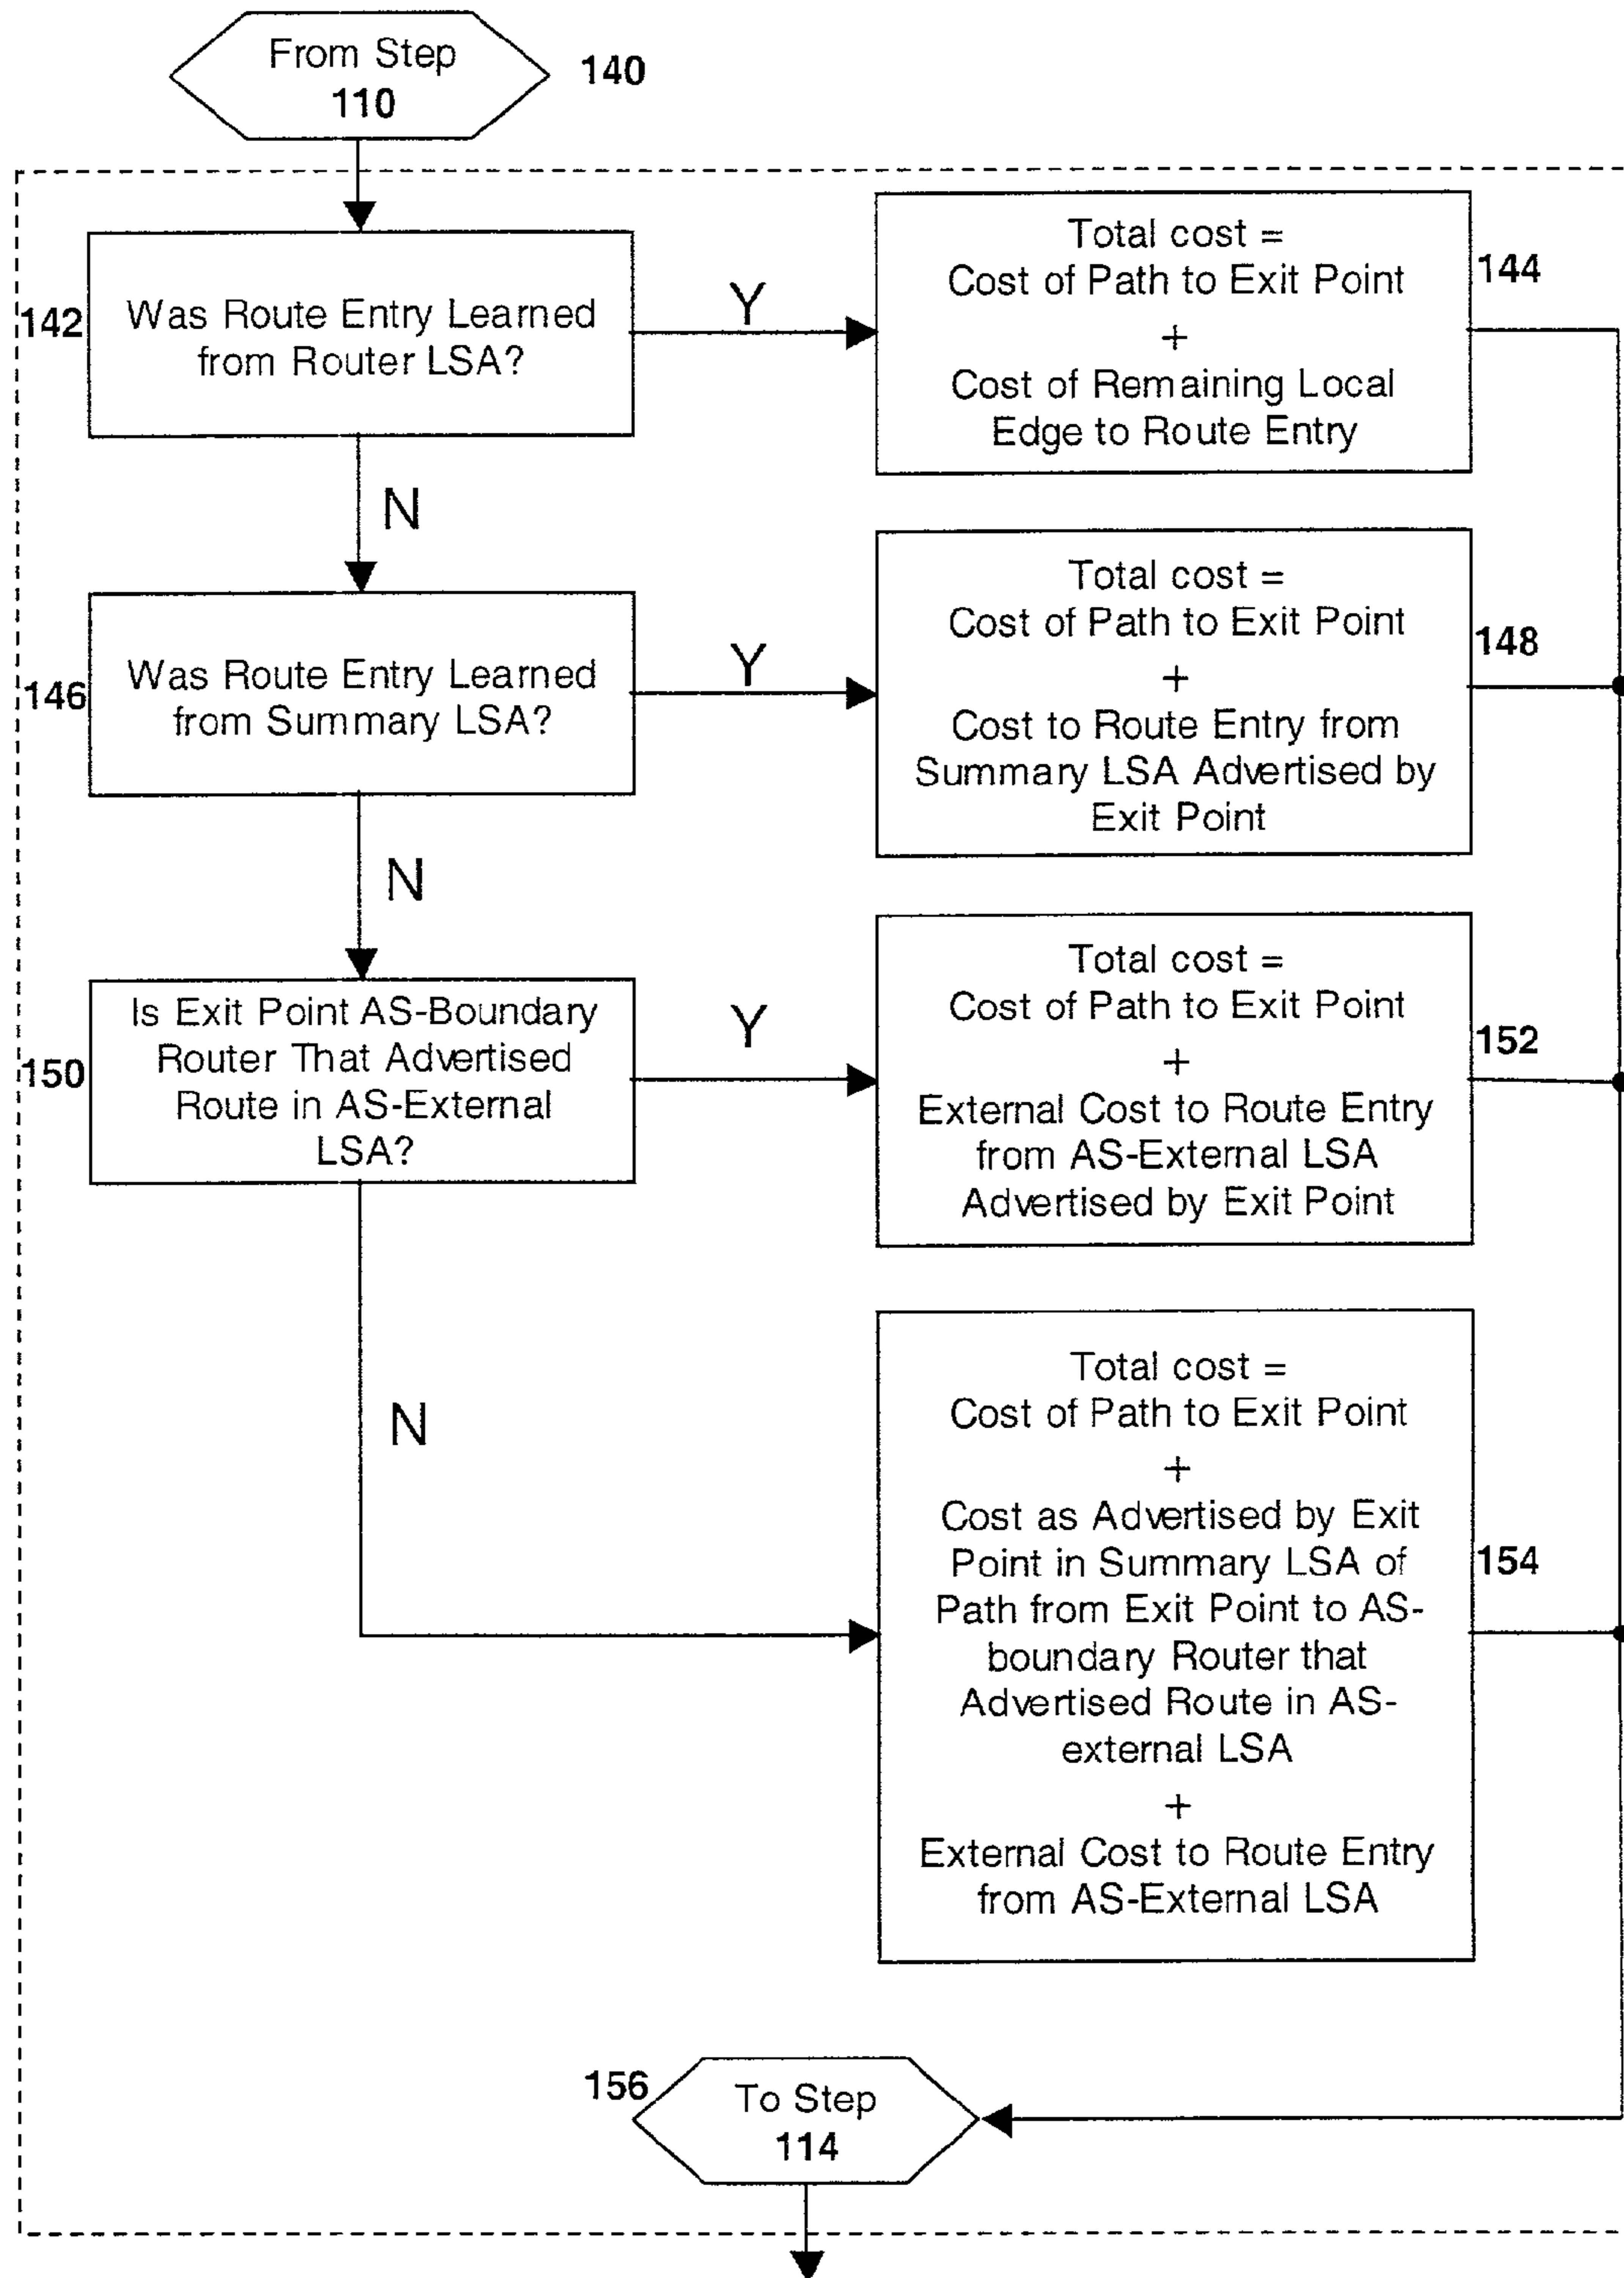 From Step
110
140
142
Was Route Entry Learned
from Router LSA?
Y
Total cost =
Cost of Path to Exit Point
+
Cost of Remaining Local
Edge to Route Entry
144
N
146
Was Route Entry Learned
from Summary LSA?
Y
Total cost =
Cost of Path to Exit Point
+
Cost to Route Entry from
Summary LSA Advertised by
Exit Point
148
N
150
Is Exit Point AS-Boundary
Router That Advertised
Route in AS-External
LSA?
Y
Total cost =
Cost of Path to Exit Point
+
External Cost to Route Entry
from AS-External LSA
Advertised by Exit Point
152
N
Total cost =
Cost of Path to Exit Point
+
Cost as Advertised by Exit
Point in Summary LSA of
Path from Exit Point to AS-
boundary Router that
Advertised Route in AS-
external LSA
+
External Cost to Route Entry
from AS-External LSA
154
156
To Step
114